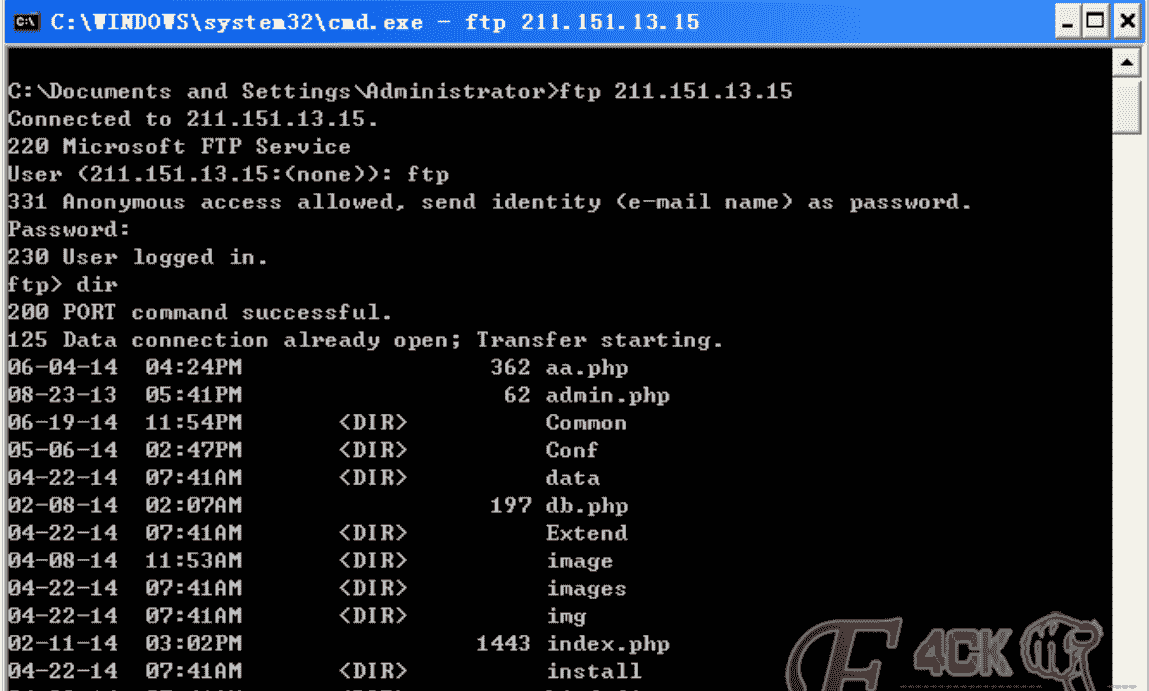 C:\WINDOWS\system32\cmd.exe - ftp 211.151.13.15
C:\Documents and Settings\Administrator>ftp 211.151.13.15
Connected to 211.151.13.15.
220 Microsoft FTP Service
User (211.151.13.15:(none)): ftp
331 Anonymous access allowed, send identity (e-mail name) as password.
Password:
230 User logged in.
ftp> dir
200 PORT command successful.
125 Data connection already open; Transfer starting.
06-04-14 04:24PM 362 aa.php
08-23-13 05:41PM 62 admin.php
06-19-14 11:54PM <DIR> Common
05-06-14 02:47PM <DIR> Conf
04-22-14 07:41AM <DIR> data
02-08-14 02:07AM 197 db.php
04-22-14 07:41AM <DIR> Extend
04-08-14 11:53AM <DIR> image
04-22-14 07:41AM <DIR> images
04-22-14 07:41AM <DIR> img
02-11-14 03:02PM 1443 index.php
04-22-14 07:41AM <DIR> install
F4CK